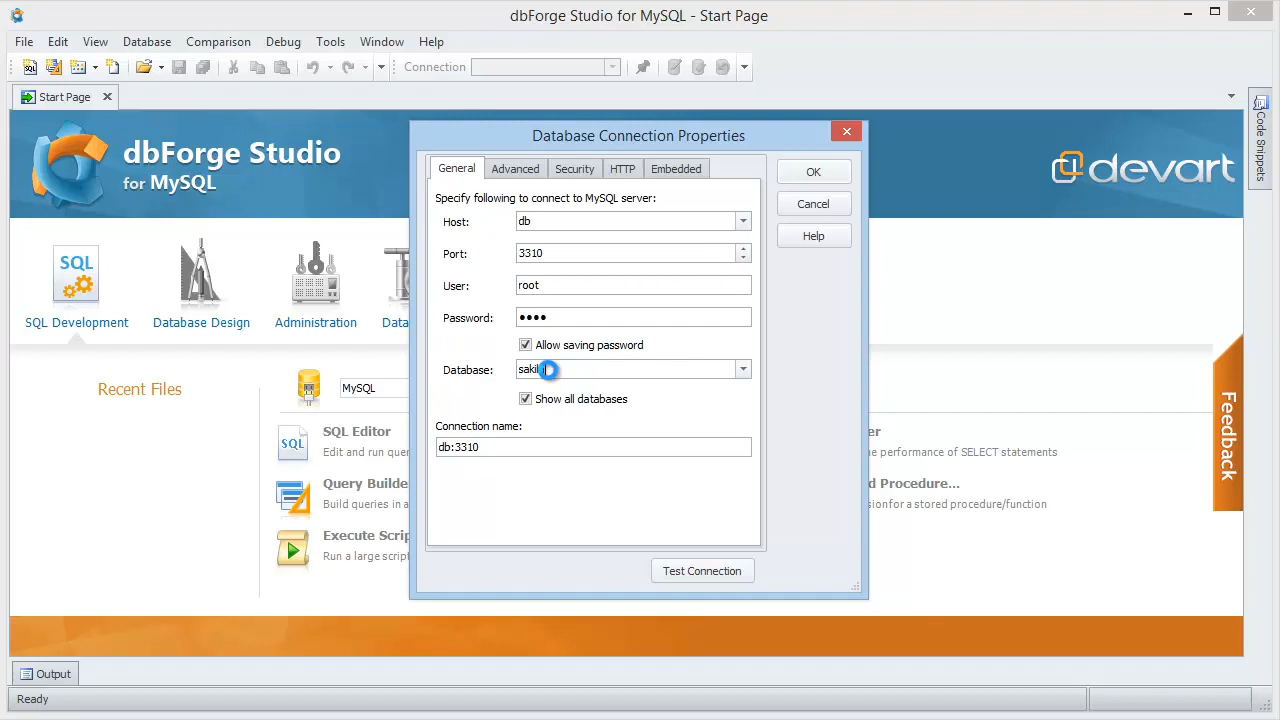 dbForge Studio for MySQL - Start Page
File Edit View Database Comparison Debug Tools Window Help
Connection
Start Page
Code Snippets
dbForge Studio
for MySQL
devart
SQL
SQL Development
Database Design
Administration
Data
Recent Files
MySQL
SQL
SQL Editor
Edit and run que
Query Builde
Build queries in a
Execute Scrip
Run a large script
er
he performance of SELECT statements
d Procedure...
sionfor a stored procedure/function
Feedback
Database Connection Properties
General Advanced Security HTTP Embedded
Specify following to connect to MySQL server:
Host: db
Port: 3310
User: root
Password: ●●●●
Allow saving password
Database:
Show all databases
Connection name:
db:3310
OK
Cancel
Help
Test Connection
Output
Ready